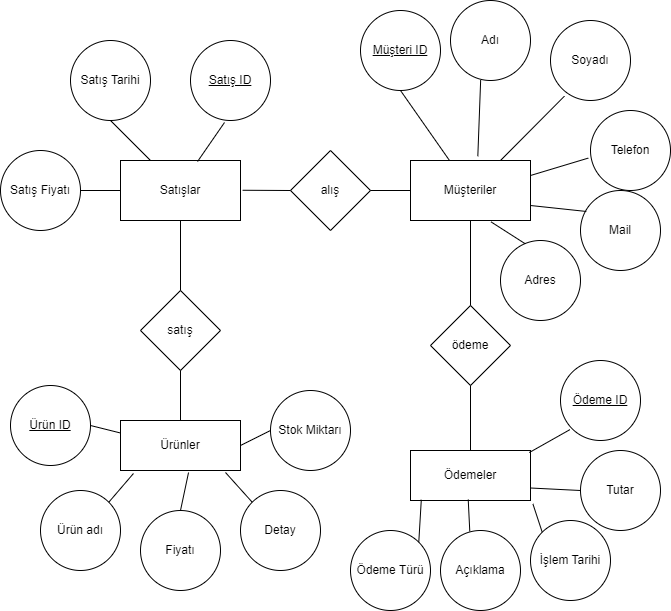 Müşteri ID
Adı
Soyadı
Satış Tarihi
Satış ID
Telefon
Satış Fiyatı
Satışlar
alış
Müşteriler
Mail
Adres
satış
ödeme
Ödeme ID
Ürün ID
Stok Miktarı
Ürünler
Ödemeler
Tutar
Ürün adı
Fiyatı
Detay
Ödeme Türü
Açıklama
İşlem Tarihi